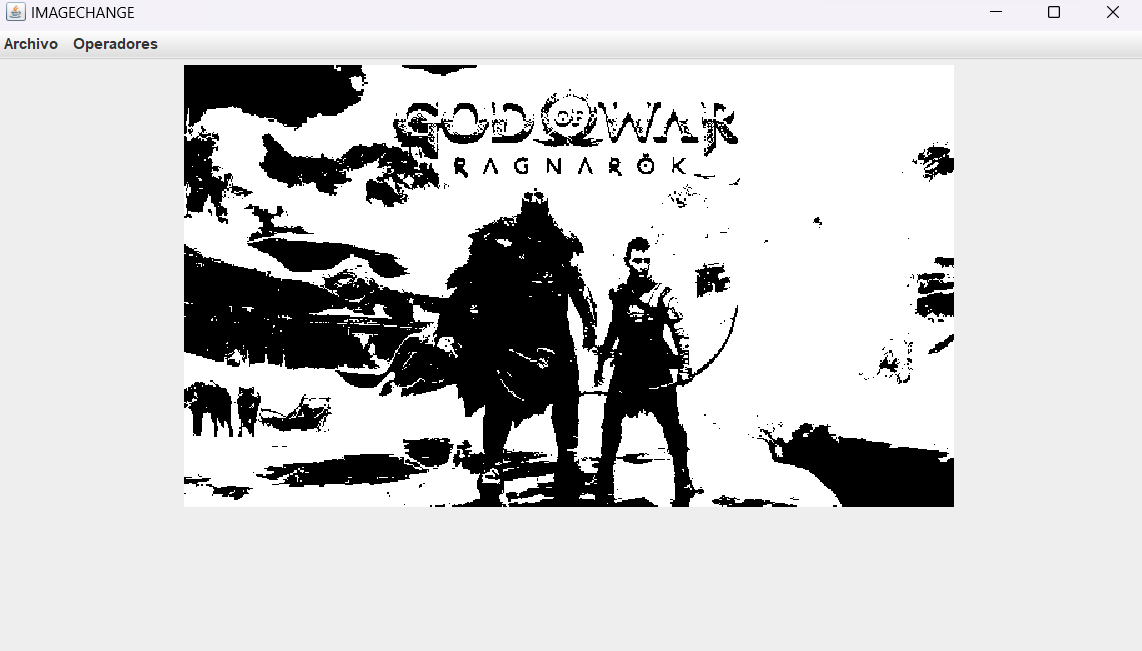 IMAGECHANGE
Archivo Operadores
GOD OF WAR
RAGNARÖK